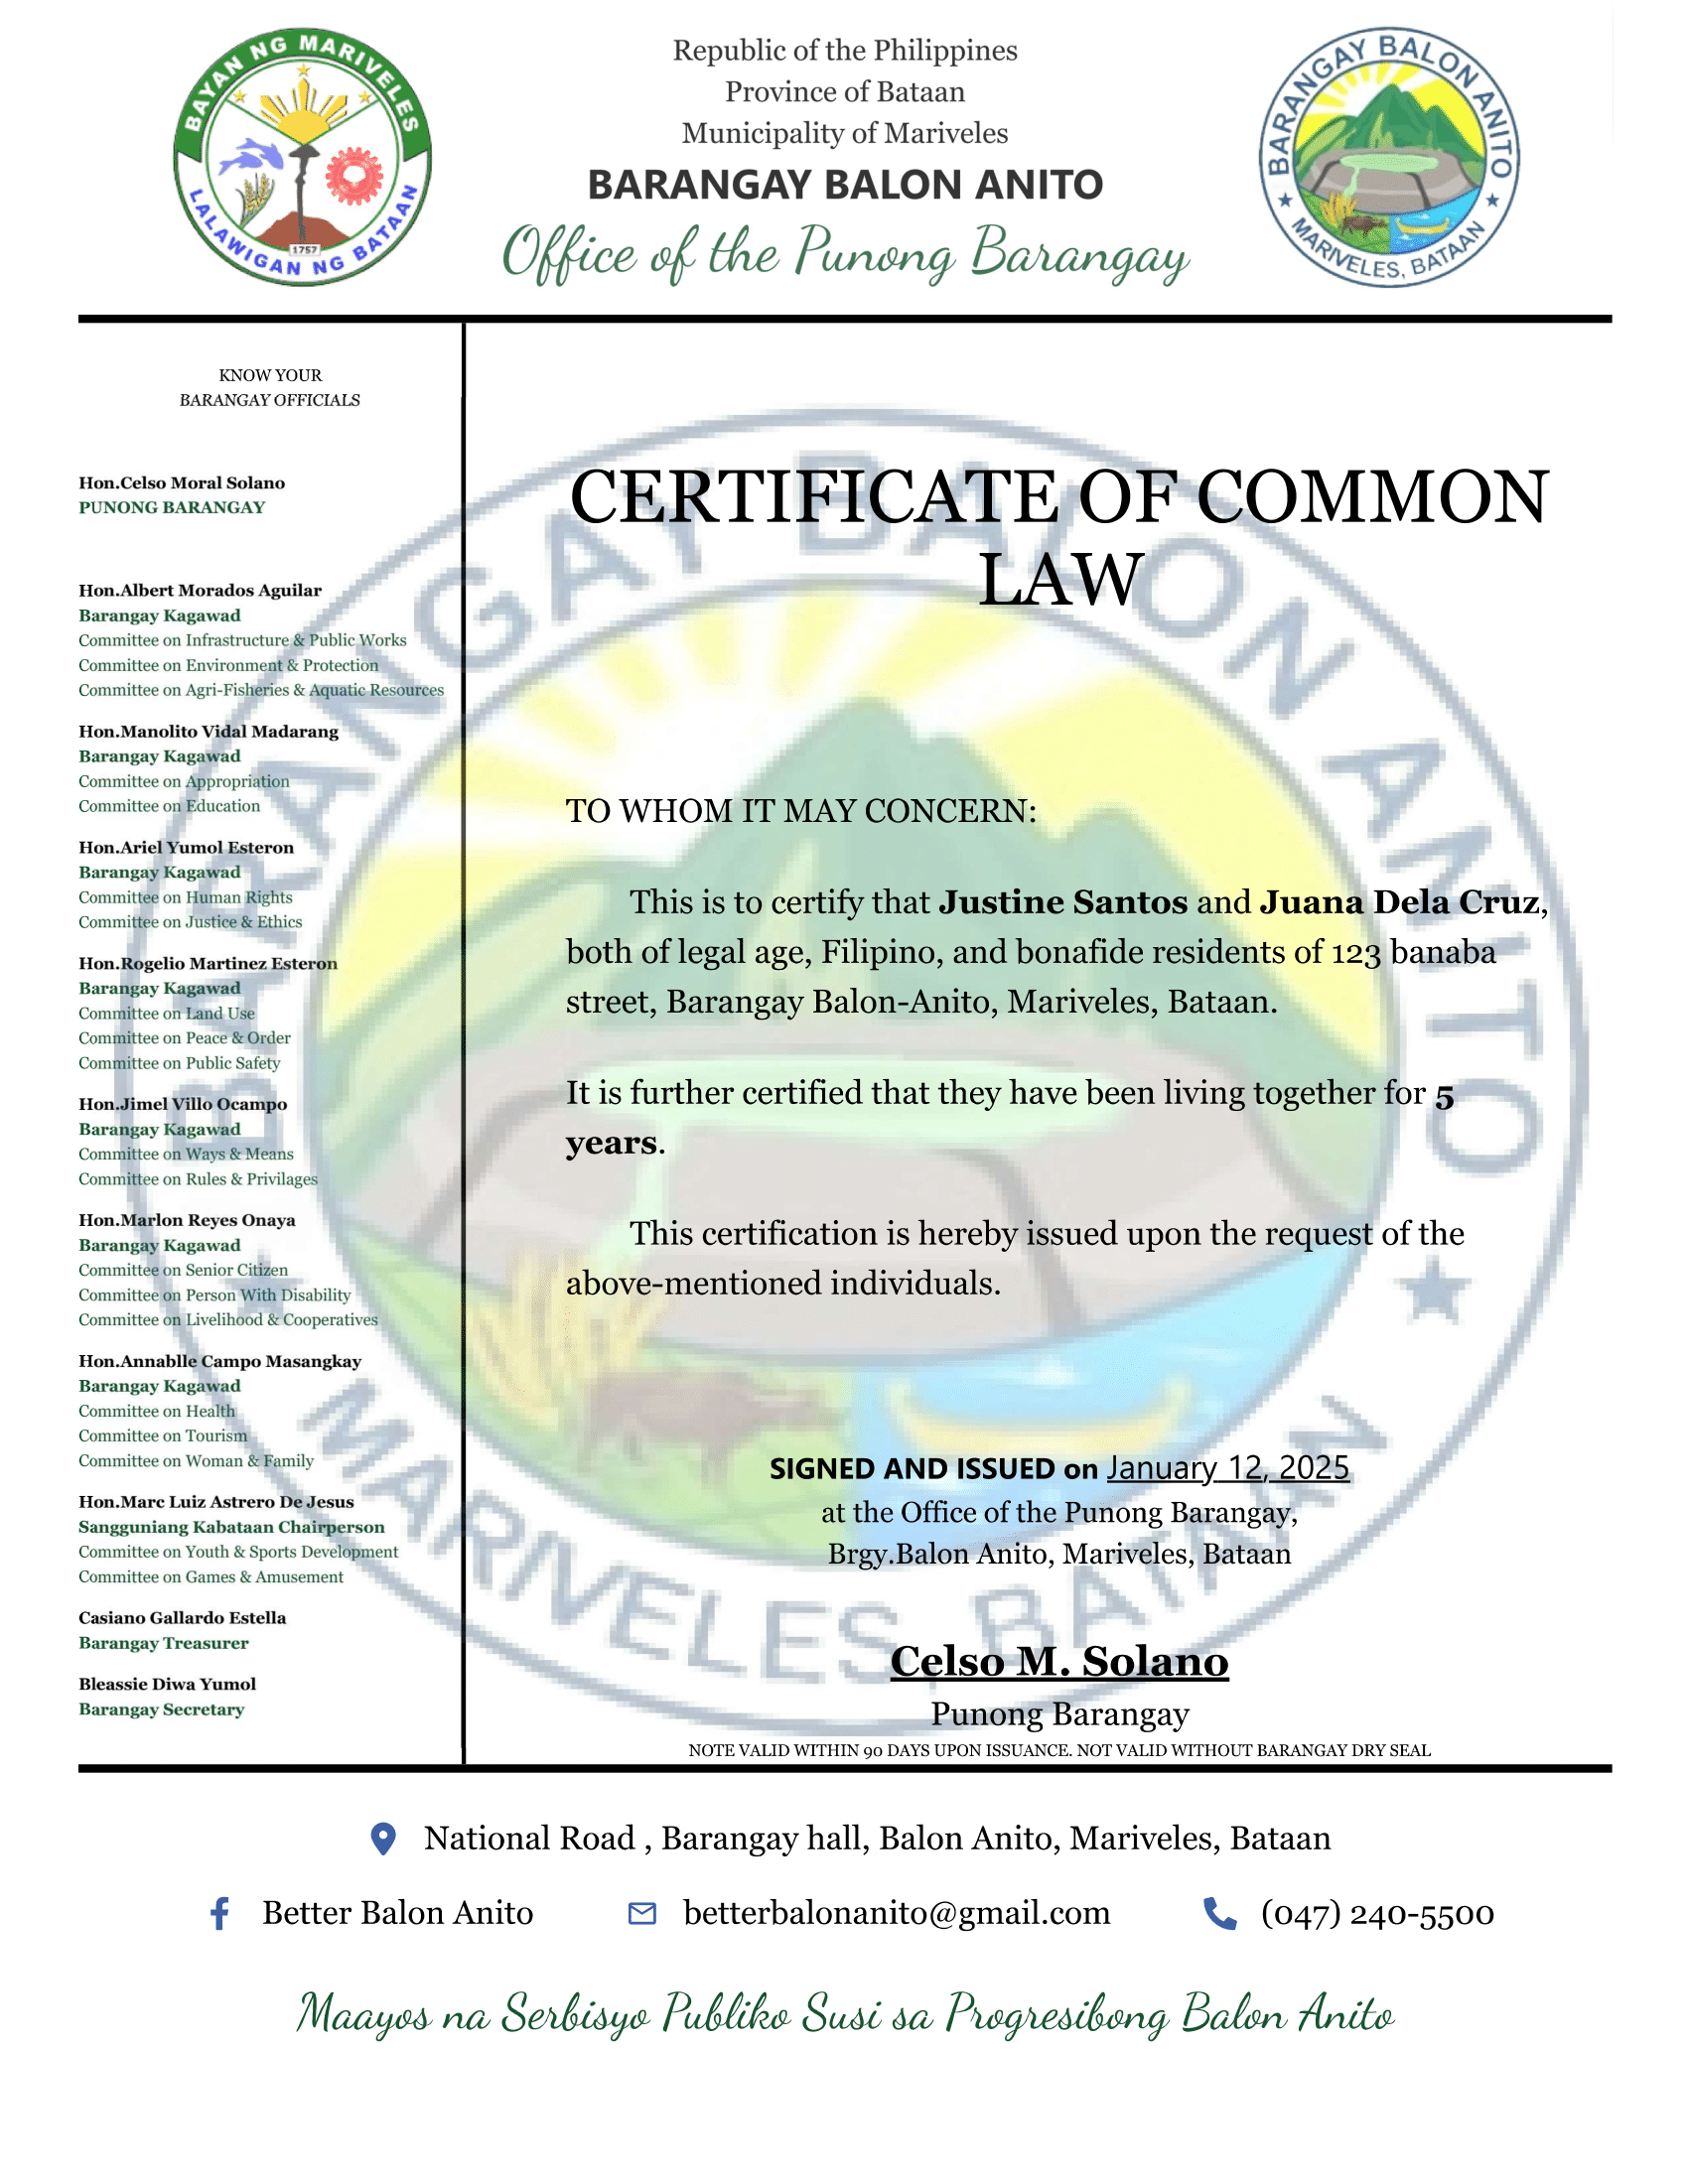 BAYAN NG MARIVELES
LALAWIGAN NG BATAAN
1757
Republic of the Philippines
Province of Bataan
Municipality of Mariveles
BARANGAY BALON ANITO
Office of the Punong Barangay
BARANGAY BALON ANITO
MARIVELES, BATAAN
KNOW YOUR
BARANGAY OFFICIALS
Hon.Celso Moral Solano
PUNONG BARANGAY
Hon.Albert Morados Aguilar
Barangay Kagawad
Committee on Infrastructure & Public Works
Committee on Environment & Protection
Committee on Agri-Fisheries & Aquatic Resources
Hon.Manolito Vidal Madarang
Barangay Kagawad
Committee on Appropriation
Committee on Education
Hon.Ariel Yumol Esteron
Barangay Kagawad
Committee on Human Rights
Committee on Justice & Ethics
Hon.Rogelio Martinez Esteron
Barangay Kagawad
Committee on Land Use
Committee on Peace & Order
Committee on Public Safety
Hon.Jimel Villo Ocampo
Barangay Kagawad
Committee on Ways & Means
Committee on Rules & Privilages
Hon.Marlon Reyes Onaya
Barangay Kagawad
Committee on Senior Citizen
Committee on Person With Disability
Committee on Livelihood & Cooperatives
Hon.Annablle Campo Masangkay
Barangay Kagawad
Committee on Health
Committee on Tourism
Committee on Woman & Family
Hon.Marc Luiz Astrero De Jesus
Sangguniang Kabataan Chairperson
Committee on Youth & Sports Development
Committee on Games & Amusement
Casiano Gallardo Estella
Barangay Treasurer
Bleassie Diwa Yumol
Barangay Secretary
BARANGAY BALON ANITO
MARIVELES, BATAAN
CERTIFICATE OF COMMON
LAW
TO WHOM IT MAY CONCERN:
This is to certify that Justine Santos and Juana Dela Cruz,
both of legal age, Filipino, and bonafide residents of 123 banaba
street, Barangay Balon-Anito, Mariveles, Bataan.
It is further certified that they have been living together for 5
years.
This certification is hereby issued upon the request of the
above-mentioned individuals.
SIGNED AND ISSUED on January 12, 2025
at the Office of the Punong Barangay,
Brgy.Balon Anito, Mariveles, Bataan
Celso M. Solano
Punong Barangay
NOTE VALID WITHIN 90 DAYS UPON ISSUANCE. NOT VALID WITHOUT BARANGAY DRY SEAL
National Road , Barangay hall, Balon Anito, Mariveles, Bataan
Better Balon Anito
betterbalonanito@gmail.com
(047) 240-5500
Maayos na Serbisyo Publiko Susi sa Progresibong Balon Anito